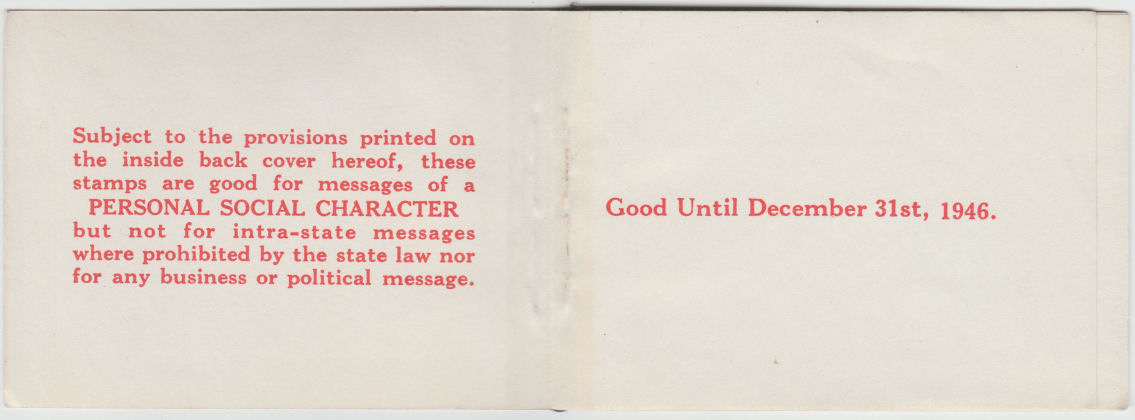 Subject to the provisions printed on
the inside back cover hereof, these
stamps are good for messages of a
PERSONAL SOCIAL CHARACTER
but not for intra-state messages
where prohibited by the state law nor
for any business or political message.
Good Until December 31st, 1946.